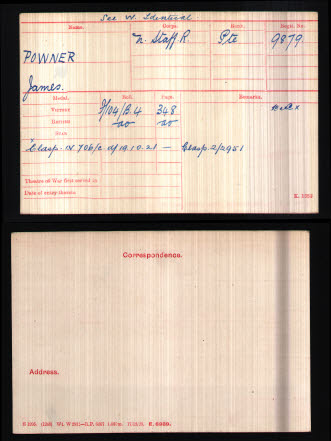 See W. Identical
Name. Corps. Rank. Regtl. No.
POWNER N. Staff R. Pte 9879
James.
Medal. Roll. Page. Remarks.
Victory P/104/B.4 348
British do do
Star
Clasp. IV 706/2 d/19.10.21 — Clasp. 2/2951
Theatre of War first served in
Date of entry therein
K. 1380
Correspondence.
Address.